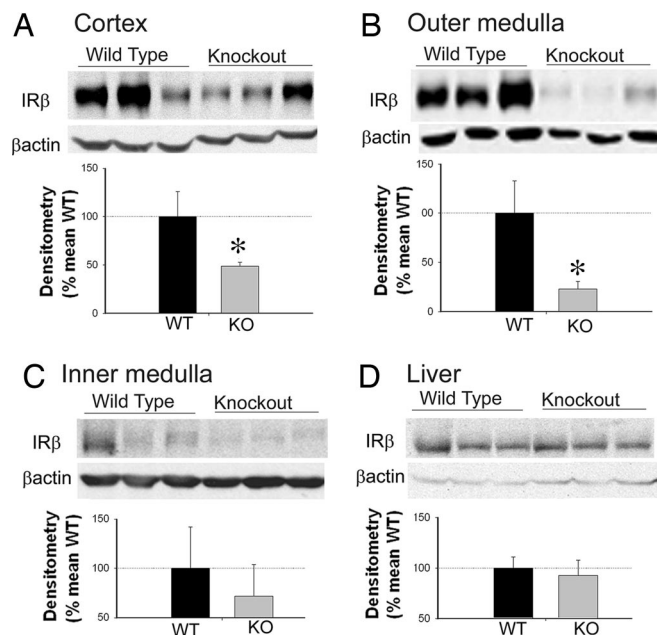 A Cortex
Wild Type Knockout
IRβ
βactin
Densitometry
(% mean WT)
150
100
50
0
*
WT KO
B Outer medulla
Wild Type Knockout
IRβ
βactin
Densitometry
(% mean WT)
150
00
50
0
*
WT KO
C Inner medulla
Wild Type Knockout
IRβ
βactin
Densitometry
(% mean WT)
150
100
50
WT KO
D Liver
Wild Type Knockout
IRβ
βactin
Densitometry
(% mean WT)
150
100
50
WT KO